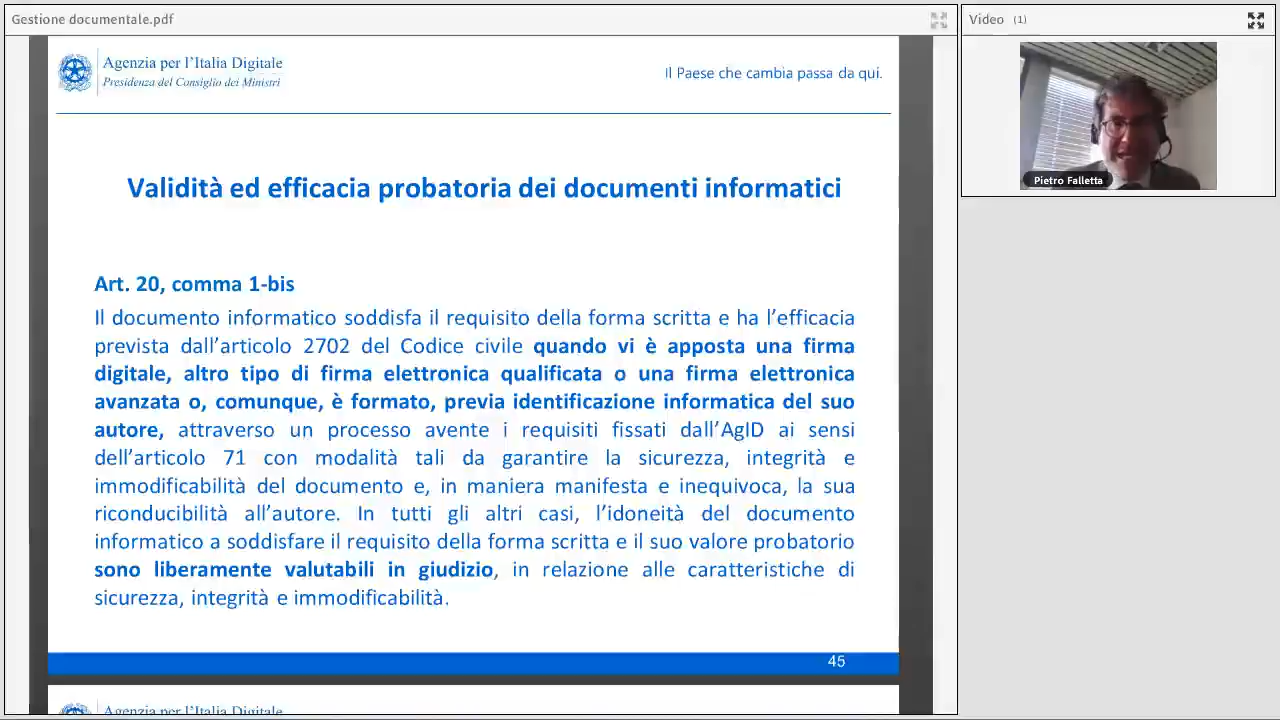 Gestione documentale.pdf
Video (1)
Agenzia per l'Italia Digitale
Presidenza del Consiglio dei Ministri
Il Paese che cambia passa da qui.
Pietro Falletta
Validità ed efficacia probatoria dei documenti informatici
Art. 20, comma 1-bis
Il documento informatico soddisfa il requisito della forma scritta e ha l'efficacia
prevista dall'articolo 2702 del Codice civile quando vi è apposta una firma
digitale, altro tipo di firma elettronica qualificata o una firma elettronica
avanzata o, comunque, è formato, previa identificazione informatica del suo
autore, attraverso un processo avente i requisiti fissati dall'AgID ai sensi
dell'articolo 71 con modalità tali da garantire la sicurezza, integrità e
immodificabilità del documento e, in maniera manifesta e inequivoca, la sua
riconducibilità all'autore. In tutti gli altri casi, l'idoneità del documento
informatico a soddisfare il requisito della forma scritta e il suo valore probatorio
sono liberamente valutabili in giudizio, in relazione alle caratteristiche di
sicurezza, integrità e immodificabilità.
45
Agenzia per l'Italia Digitale